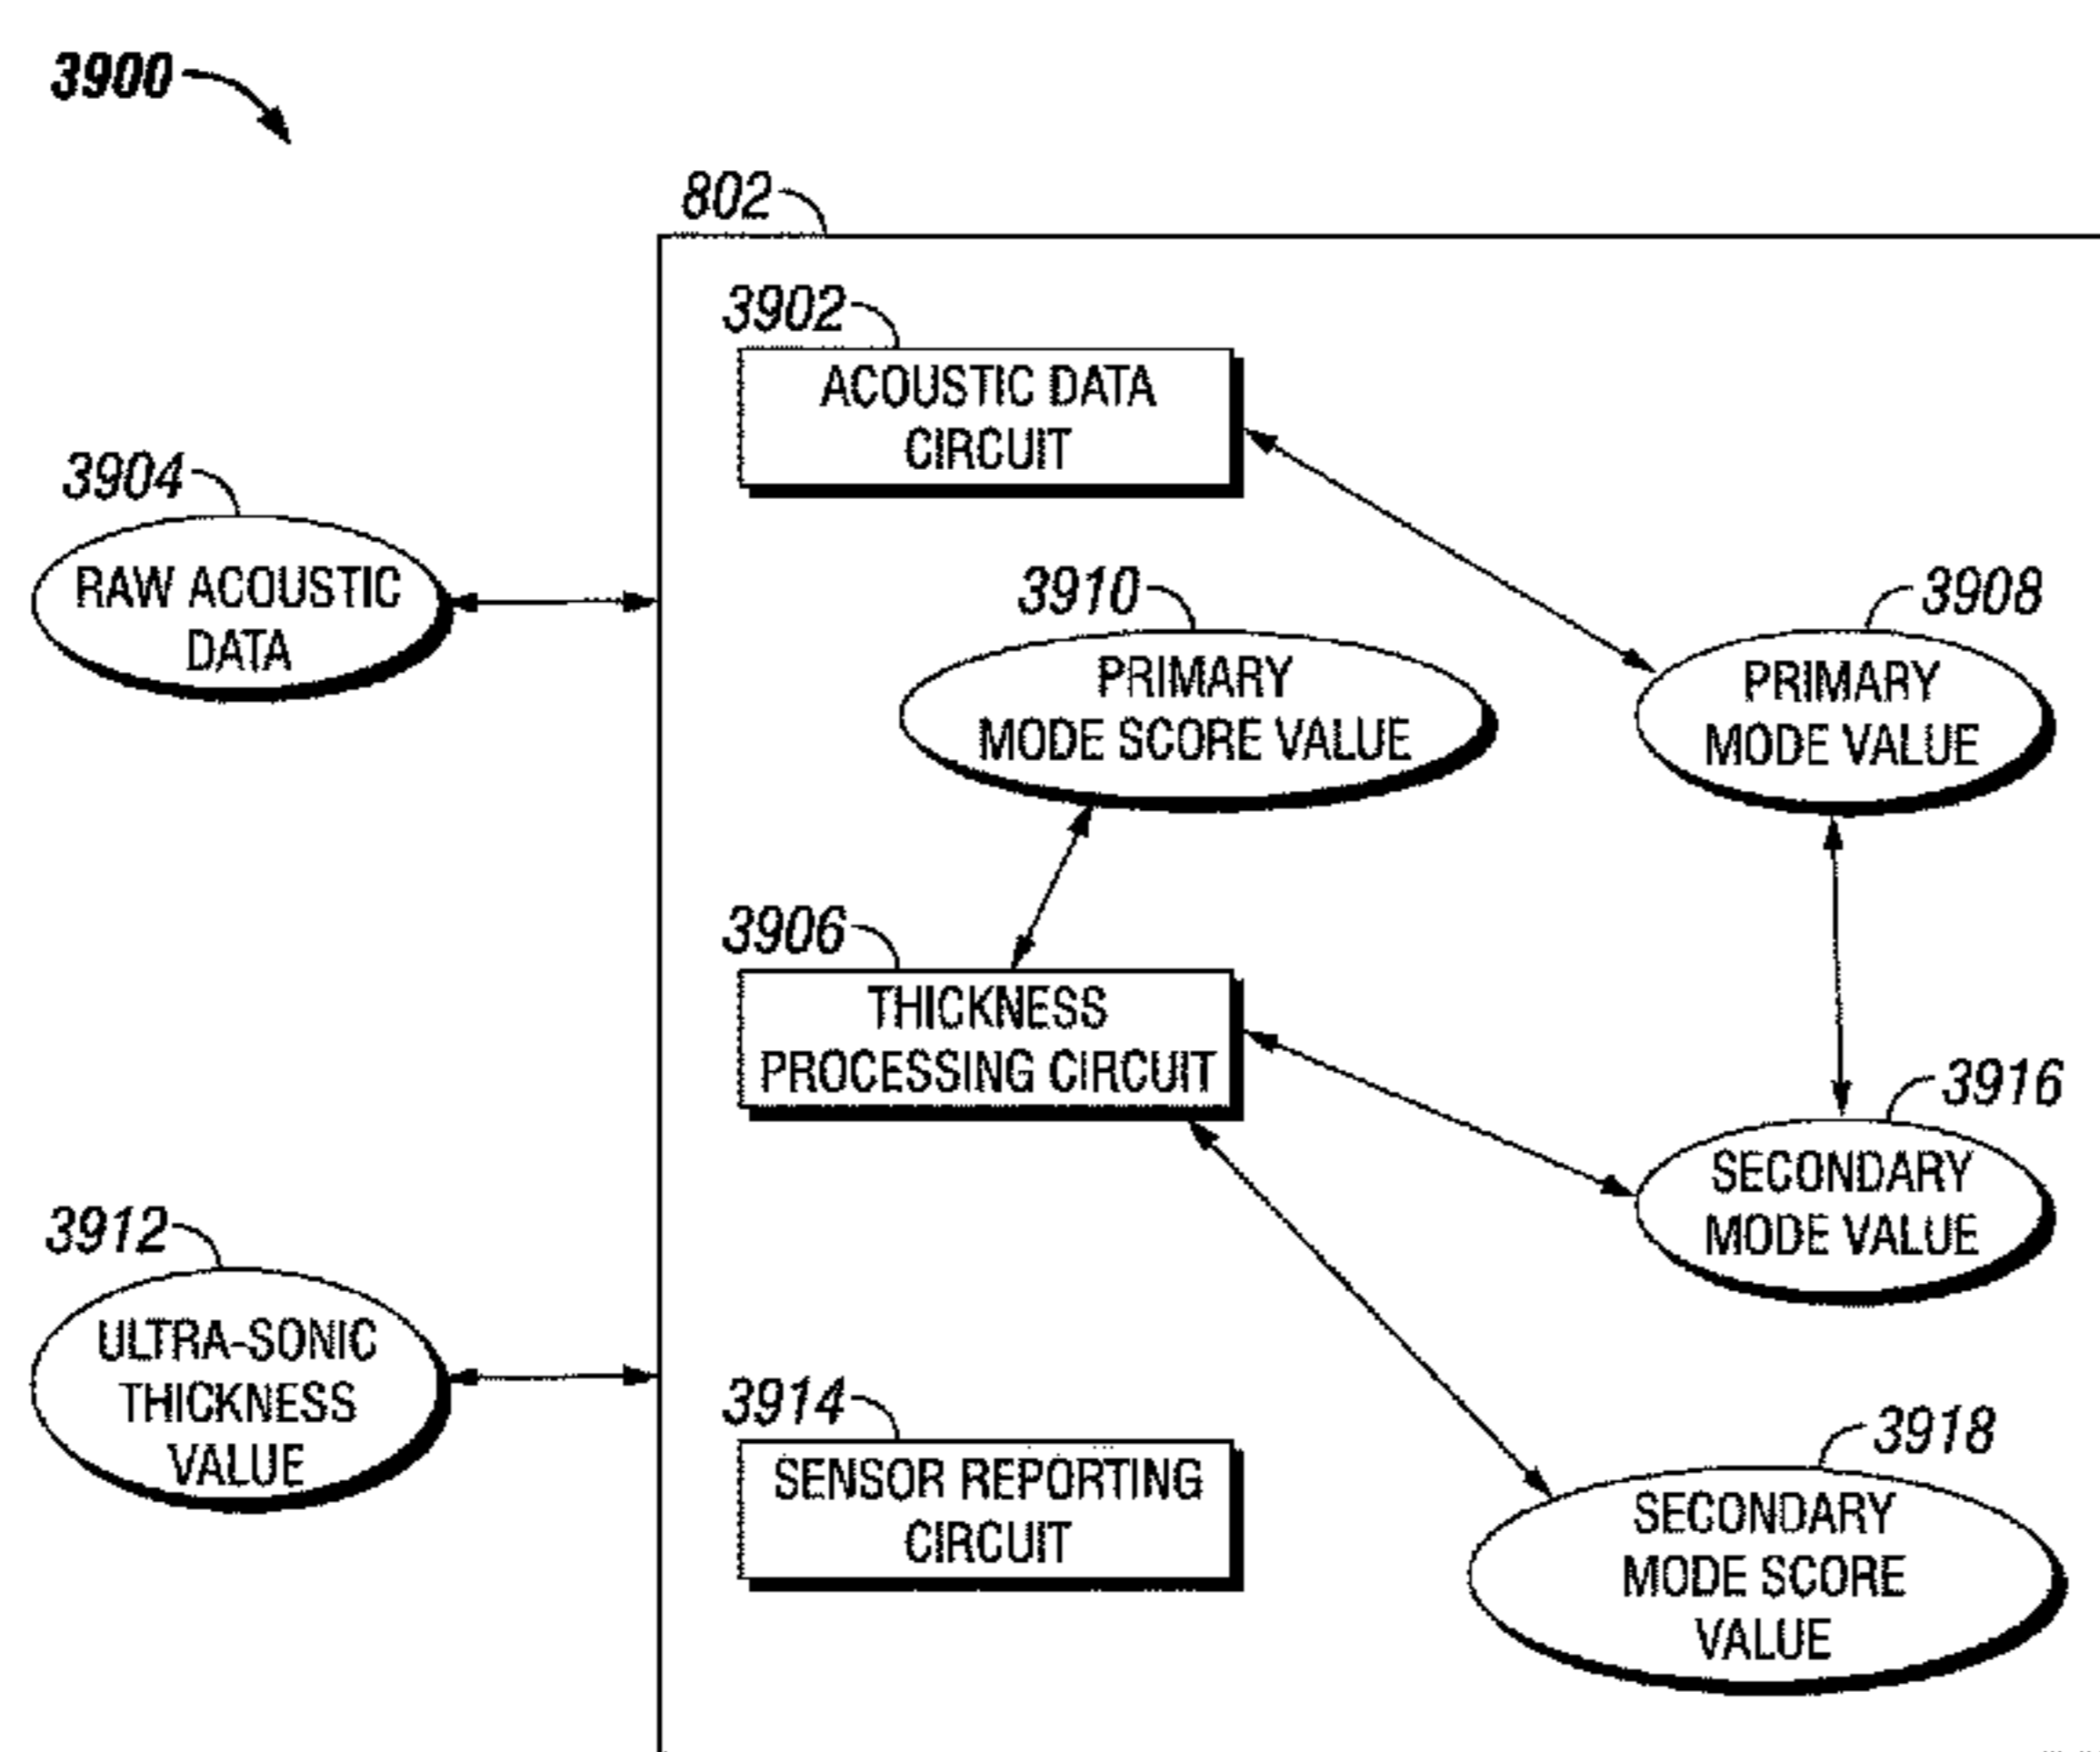 3900
802
3902
ACOUSTIC DATA
CIRCUIT
3904
RAW ACOUSTIC
DATA
3910
PRIMARY
MODE SCORE VALUE
3908
PRIMARY
MODE VALUE
3906
THICKNESS
PROCESSING CIRCUIT
3916
SECONDARY
MODE VALUE
3912
ULTRA-SONIC
THICKNESS
VALUE
3914
SENSOR REPORTING
CIRCUIT
3918
SECONDARY
MODE SCORE
VALUE